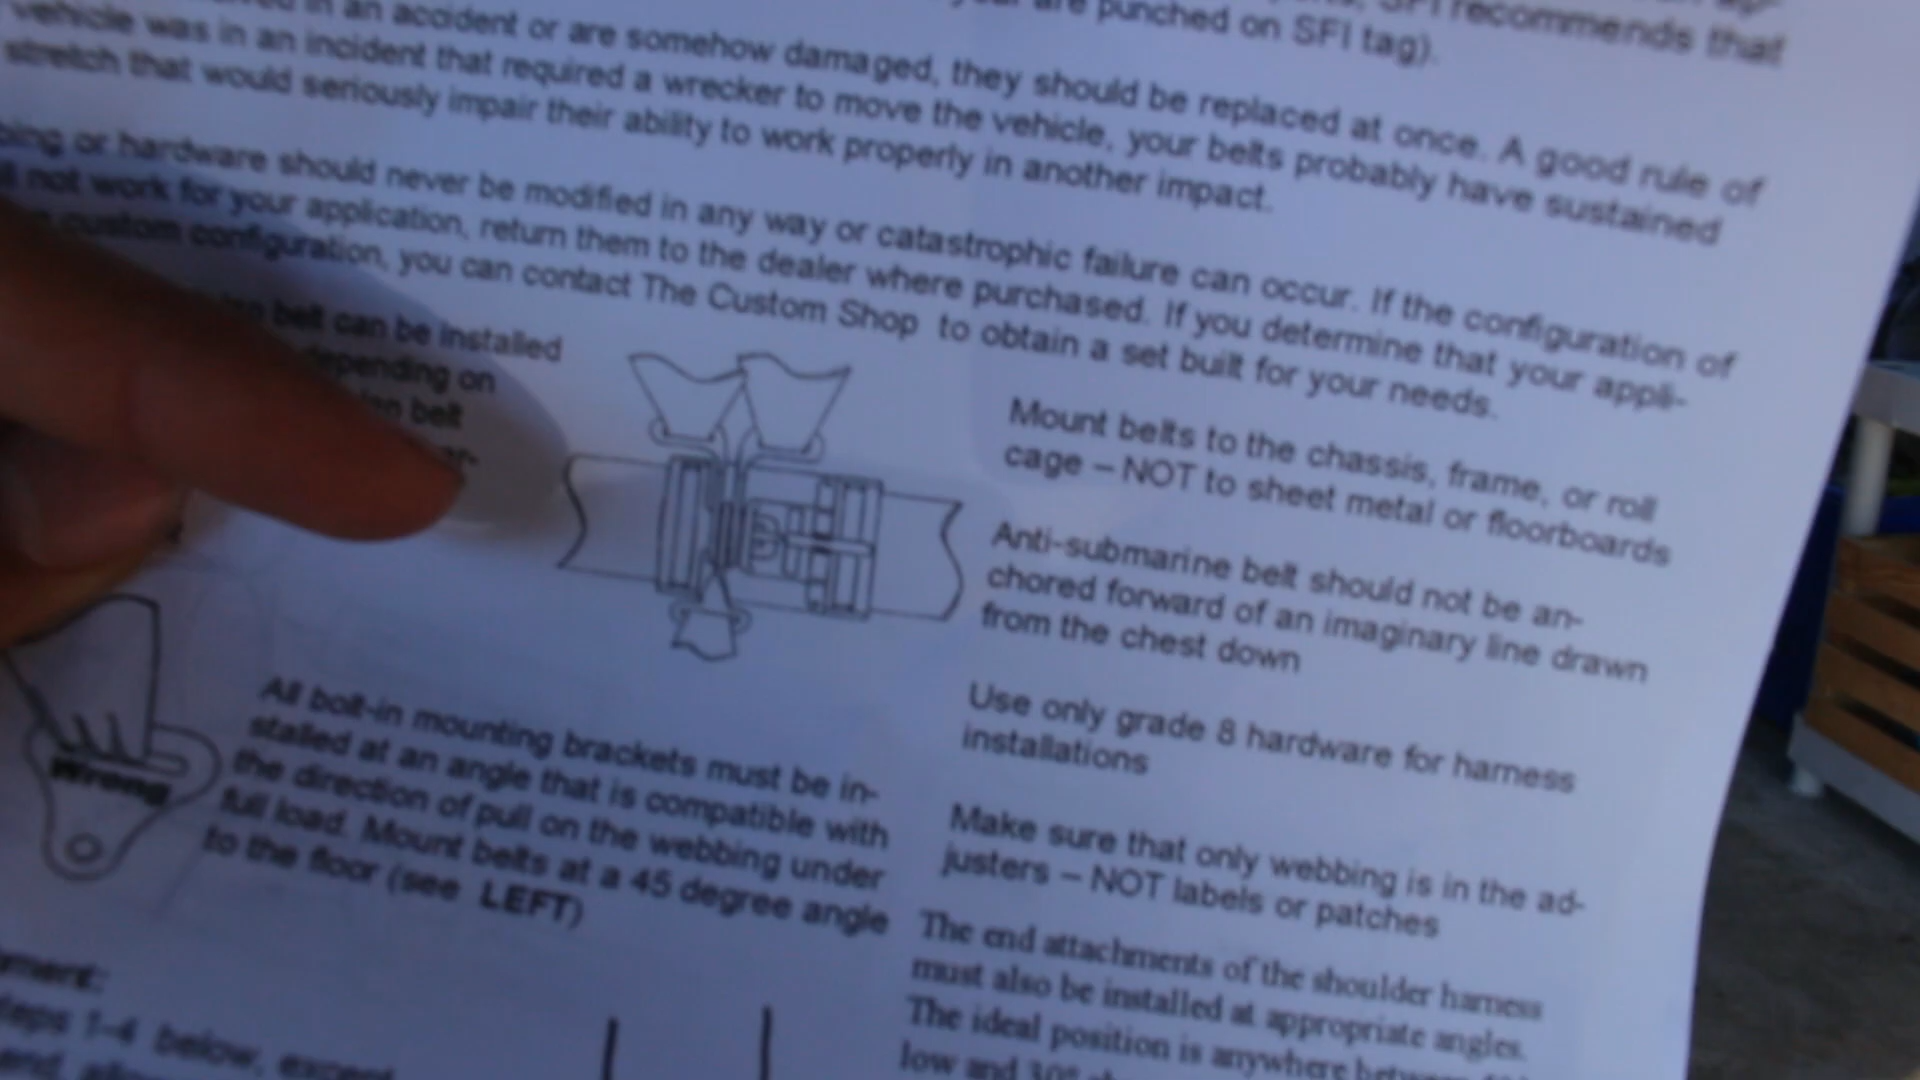 SFI recommends that
are punched on SFI tag).
in an accident or are somehow damaged, they should be replaced at once. A good rule of
vehicle was in an incident that required a wrecker to move the vehicle, your belts probably have sustained
stretch that would seriously impair their ability to work properly in another impact.
or hardware should never be modified in any way or catastrophic failure can occur. If the configuration of
not work for your application, return them to the dealer where purchased. If you determine that your appli-
custom configuration, you can contact The Custom Shop to obtain a set built for your needs.
belt can be installed
depending on
belt
Mount belts to the chassis, frame, or roll
cage – NOT to sheet metal or floorboards
Anti-submarine belt should not be an-
chored forward of an imaginary line drawn
from the chest down
Use only grade 8 hardware for harness
installations
Make sure that only webbing is in the ad-
justers – NOT labels or patches
The end attachments of the shoulder harness
must also be installed at appropriate angles.
The ideal position is anywhere between
low and 30°
Wrong
All bolt-in mounting brackets must be in-
stalled at an angle that is compatible with
the direction of pull on the webbing under
full load. Mount belts at a 45 degree angle
to the floor (see LEFT)
steps 1-4 below, except